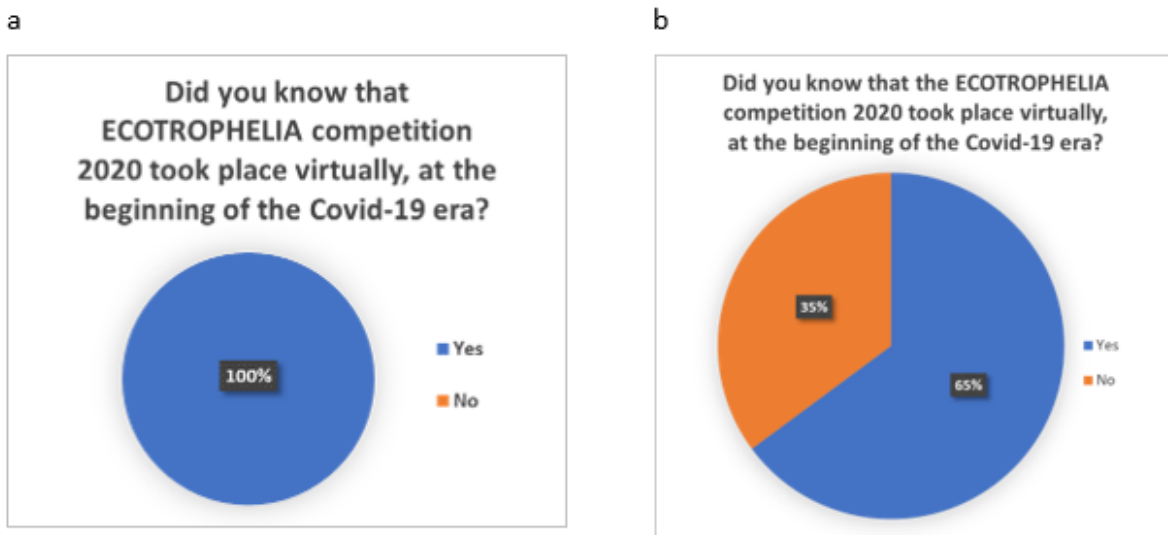 a
Did you know that
ECOTROPHELIA competition
2020 took place virtually, at the
beginning of the Covid-19 era?
100%
Yes
No
b
Did you know that the ECOTROPHELIA
competition 2020 took place virtually,
at the beginning of the Covid-19 era?
35%
65%
Yes
No